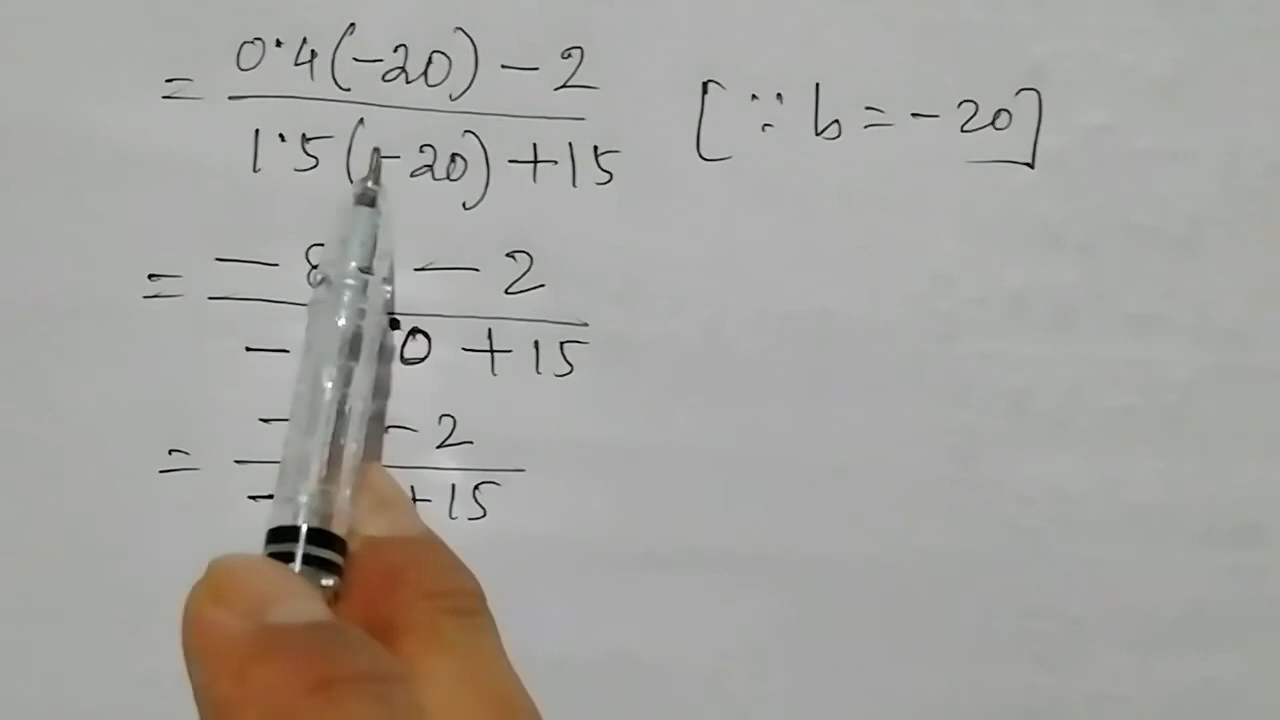 = 0.4(-20) - 2 / 1.5(-20) + 15 [∵ b = -20]
= - 8 - 2 / - 0 + 15
= - - 2 / - + 15